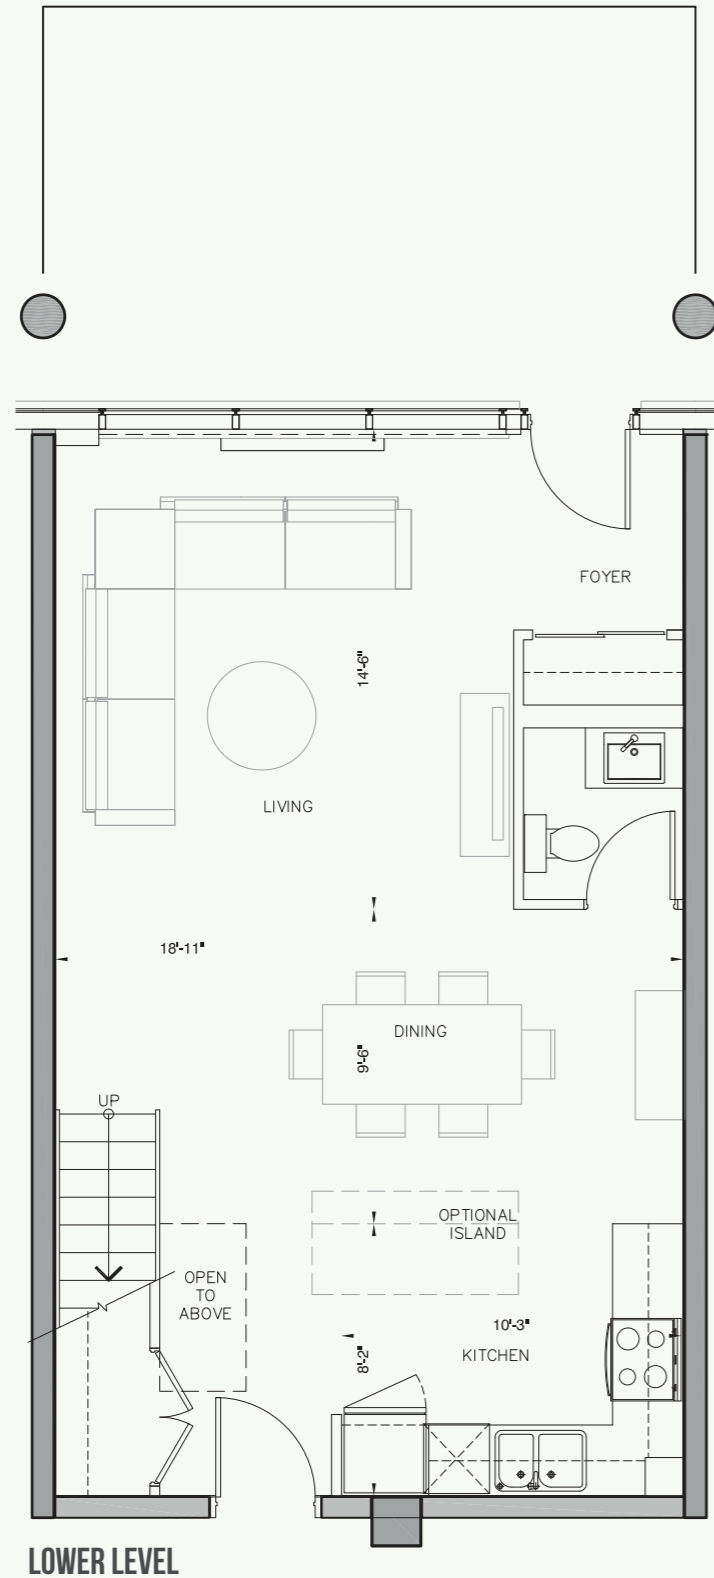 FOYER
14'-6"
LIVING
18'-11"
DINING
9'-6"
UP
OPTIONAL
ISLAND
OPEN
TO
ABOVE
10'-3"
8'-2"
KITCHEN
LOWER LEVEL